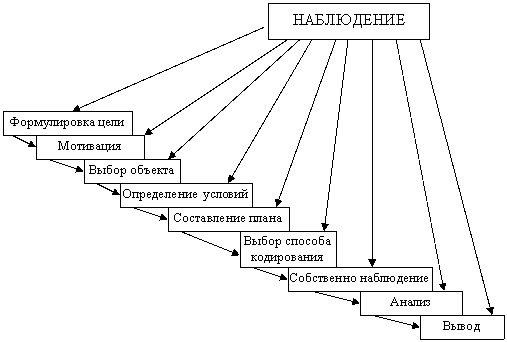 НАБЛЮДЕНИЕ
Формулировка цели
Мотивация
Выбор объекта
Определение условий
Составление плана
Выбор способа
кодирования
Собственно наблюдение
Анализ
Вывод